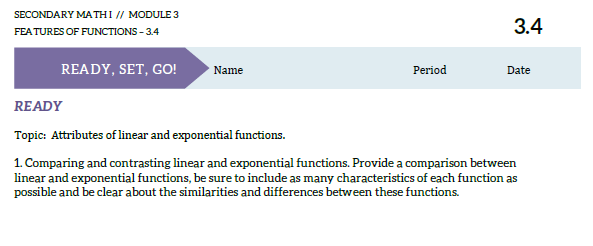 SECONDARY MATH I // MODULE 3
FEATURES OF FUNCTIONS – 3.4
3.4
READY, SET, GO!
Name
Period
Date
READY
Topic: Attributes of linear and exponential functions.
1. Comparing and contrasting linear and exponential functions. Provide a comparison between
linear and exponential functions, be sure to include as many characteristics of each function as
possible and be clear about the similarities and differences between these functions.